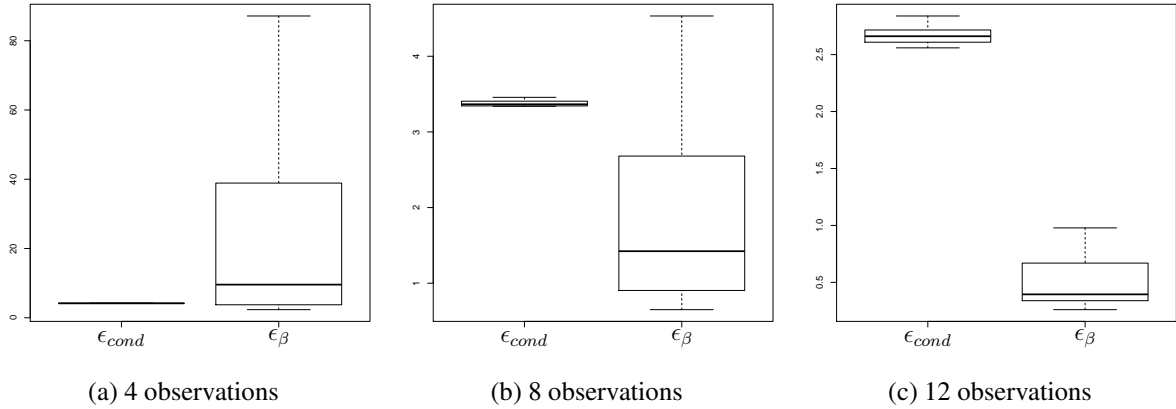 80
60
40
20
0
ϵcond ϵβ
(a) 4 observations
4
3
2
1
ϵcond ϵβ
(b) 8 observations
2.5
2.0
1.5
1.0
0.5
ϵcond ϵβ
(c) 12 observations